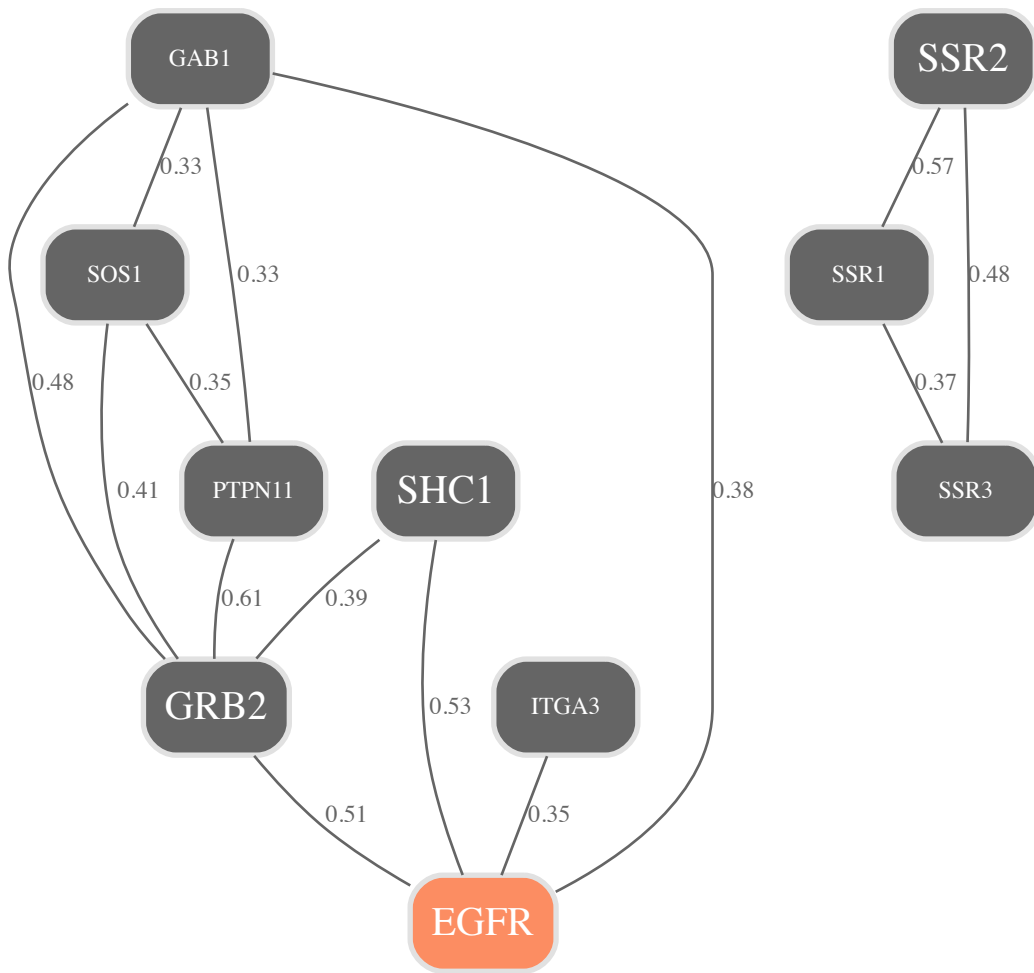 GAB1
SSR2
0.33
0.57
SOS1
0.33
SSR1
0.48
0.48
0.35
0.37
0.41
PTPN11
SHC1
0.38
SSR3
0.61
0.39
GRB2
0.53
ITGA3
0.51
0.35
EGFR